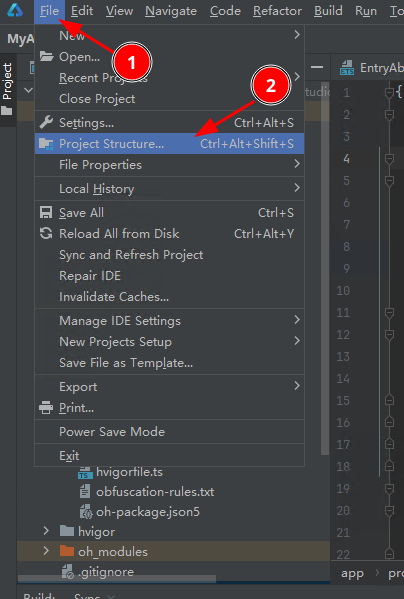 File Edit View Navigate Code Refactor Build Run
MyA
Project
New
Open...
Recent Projects
Close Project
Settings... Ctrl+Alt+S
Project Structure... Ctrl+Alt+Shift+S
File Properties
Local History
Save All Ctrl+S
Reload All from Disk Ctrl+Alt+Y
Sync and Refresh Project
Repair IDE
Invalidate Caches...
Manage IDE Settings
New Projects Setup
Save File as Template...
Export
Print...
Power Save Mode
Exit
1
2
EntryAb
1 {
2
3
4
5
6
7
8
9
10
11
12
13
14
15
16
17
18
19
20
21
22
TS hvigorfile.ts
obfuscation-rules.txt
oh-package.json5
hvigor
oh_modules
.gitignore
app
Build: Sync